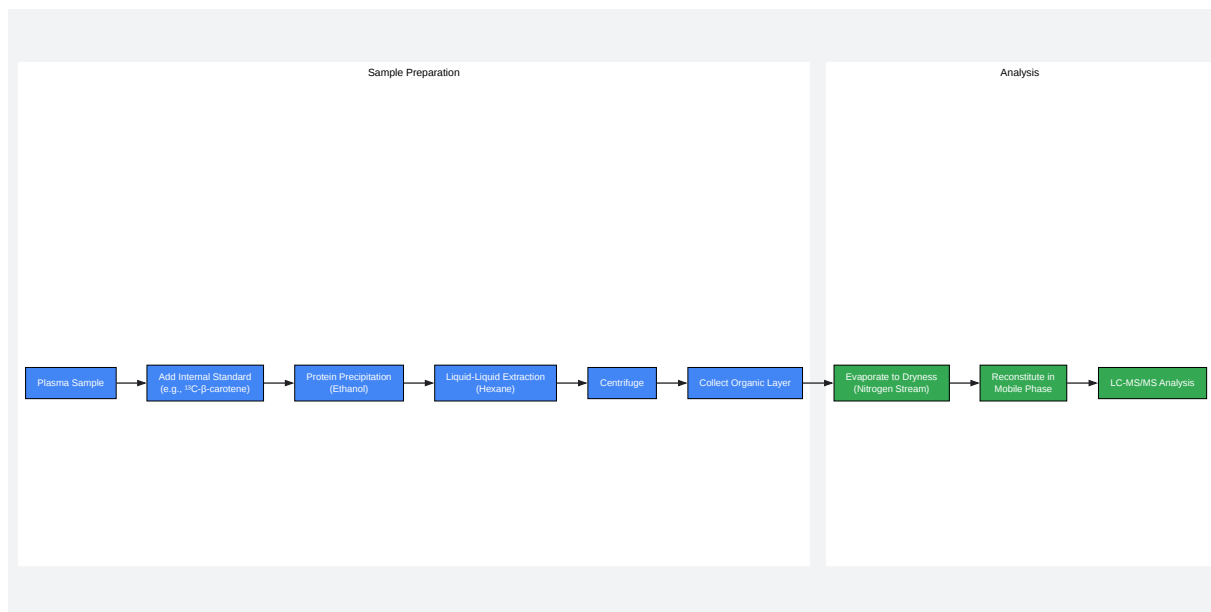 Sample Preparation
Analysis
Plasma Sample
Add Internal Standard
(e.g., ¹³C-β-carotene)
Protein Precipitation
(Ethanol)
Liquid-Liquid Extraction
(Hexane)
Centrifuge
Collect Organic Layer
Evaporate to Dryness
(Nitrogen Stream)
Reconstitute in
Mobile Phase
LC-MS/MS Analysis